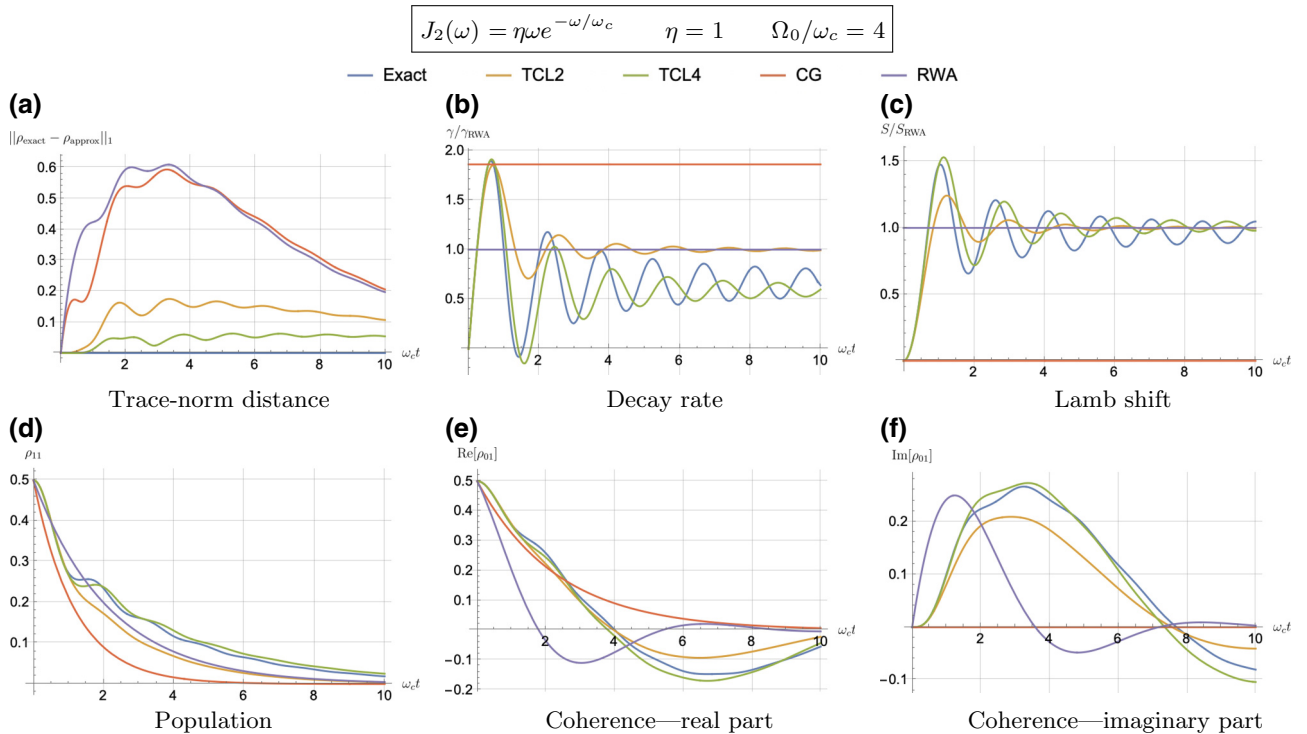 J₂(ω) = ηωe^{−ω/ω_c} η = 1 Ω₀/ω_c = 4
Exact TCL2 TCL4 CG RWA
(a)
||ρ_exact − ρ_approx||₁
0.6
0.5
0.4
0.3
0.2
0.1
2 4 6 8 10
ω_c t
Trace-norm distance
(b)
γ/γ_RWA
2.0
1.5
1.0
0.5
2 4 6 8 10
ω_c t
Decay rate
(c)
S/S_RWA
1.5
1.0
0.5
2 4 6 8 10
ω_c t
Lamb shift
(d)
ρ₁₁
0.5
0.4
0.3
0.2
0.1
2 4 6 8 10
ω_c t
Population
(e)
Re[ρ₀₁]
0.5
0.4
0.3
0.2
0.1
−0.1
−0.2
2 4 6 8 10
ω_c t
Coherence—real part
(f)
Im[ρ₀₁]
0.2
0.1
−0.1
2 4 6 8 10
ω_c t
Coherence—imaginary part